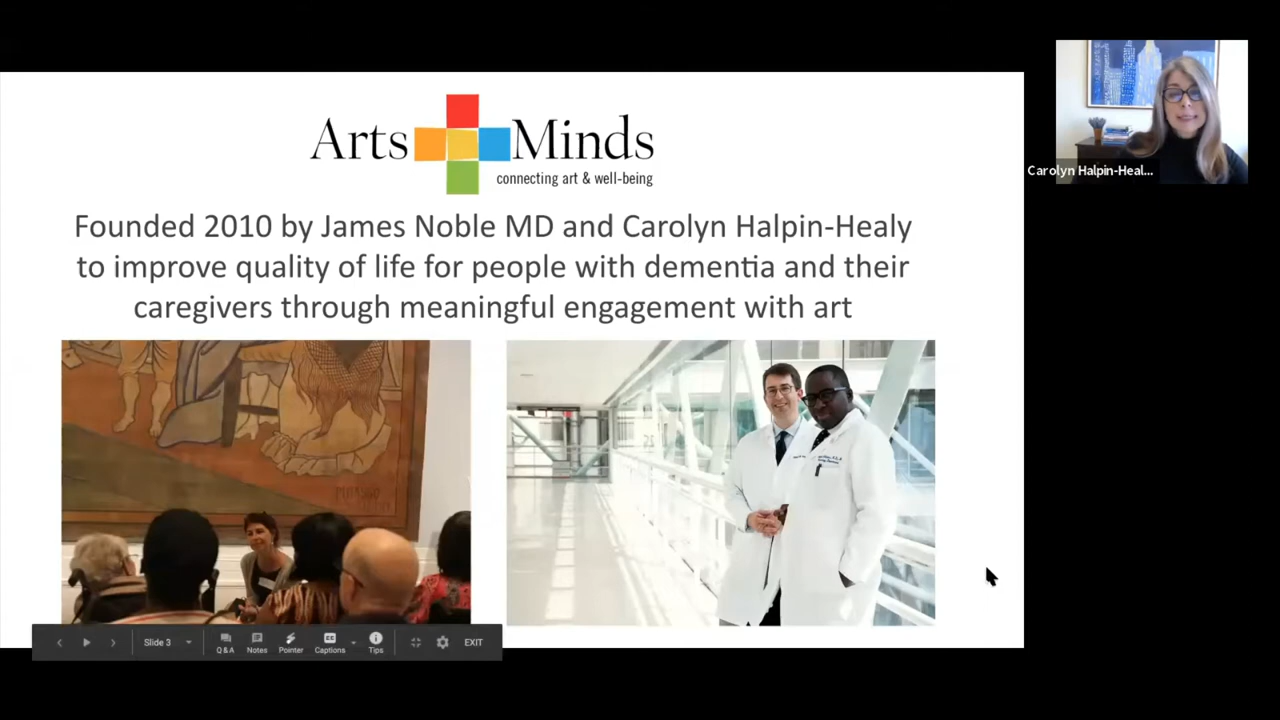 Arts Minds
connecting art & well-being
Founded 2010 by James Noble MD and Carolyn Halpin-Healy
to improve quality of life for people with dementia and their
caregivers through meaningful engagement with art
Carolyn Halpin-Heal...
PICASSO
Slide 3
Q&A Notes Pointer Captions Tips EXIT